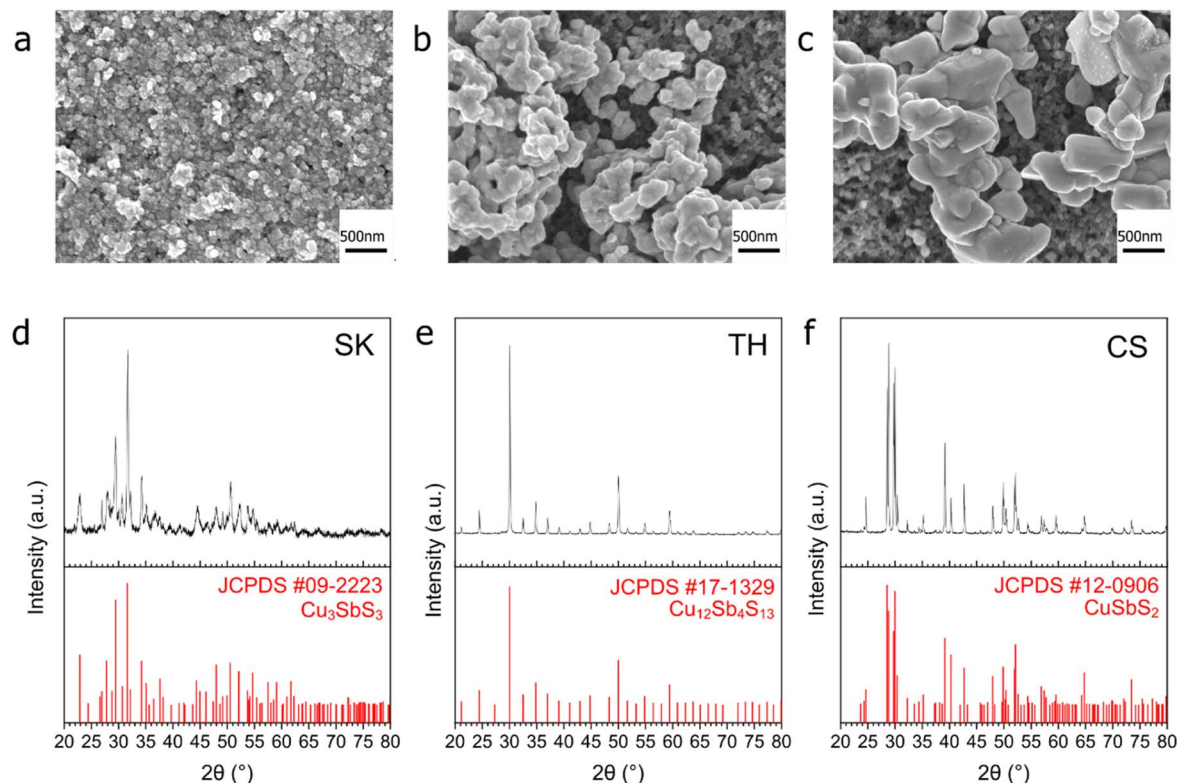 a
b
c
500nm
500nm
500nm
d
e
f
SK
TH
CS
Intensity (a.u.)
Intensity (a.u.)
Intensity (a.u.)
JCPDS #09-2223
Cu₃SbS₃
JCPDS #17-1329
Cu₁₂Sb₄S₁₃
JCPDS #12-0906
CuSbS₂
20 25 30 35 40 45 50 55 60 65 70 75 80
20 25 30 35 40 45 50 55 60 65 70 75 80
20 25 30 35 40 45 50 55 60 65 70 75 80
2θ (°)
2θ (°)
2θ (°)